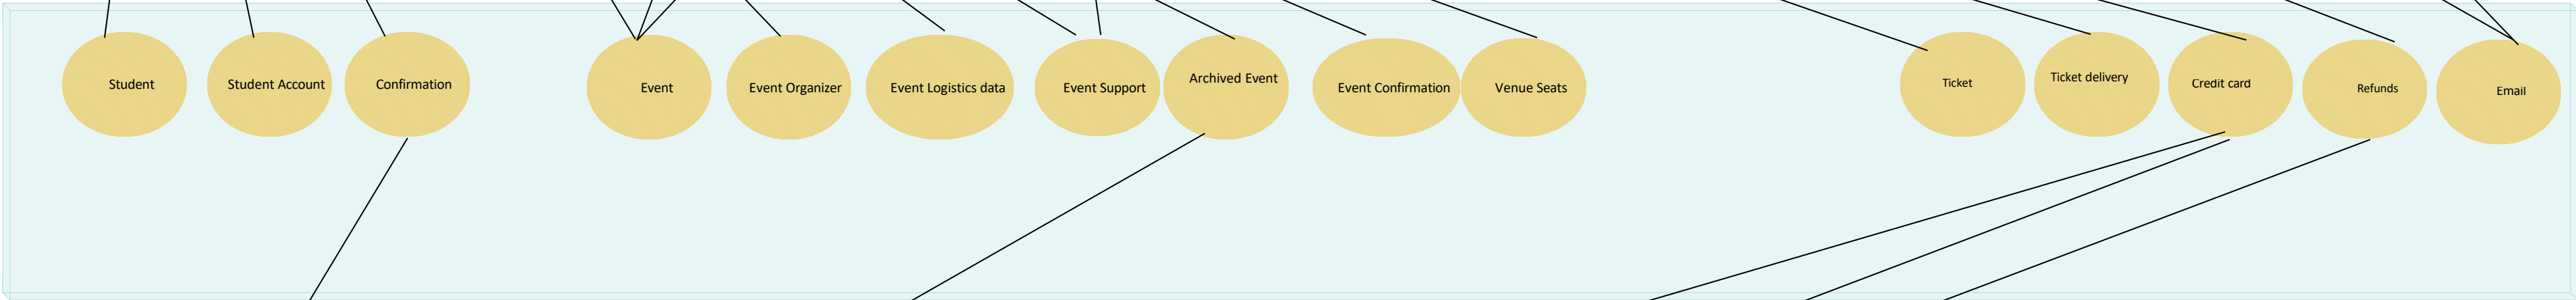 Student
Student Account
Confirmation
Event
Event Organizer
Event Logistics data
Event Support
Archived Event
Event Confirmation
Venue Seats
Ticket
Ticket delivery
Credit card
Refunds
Email